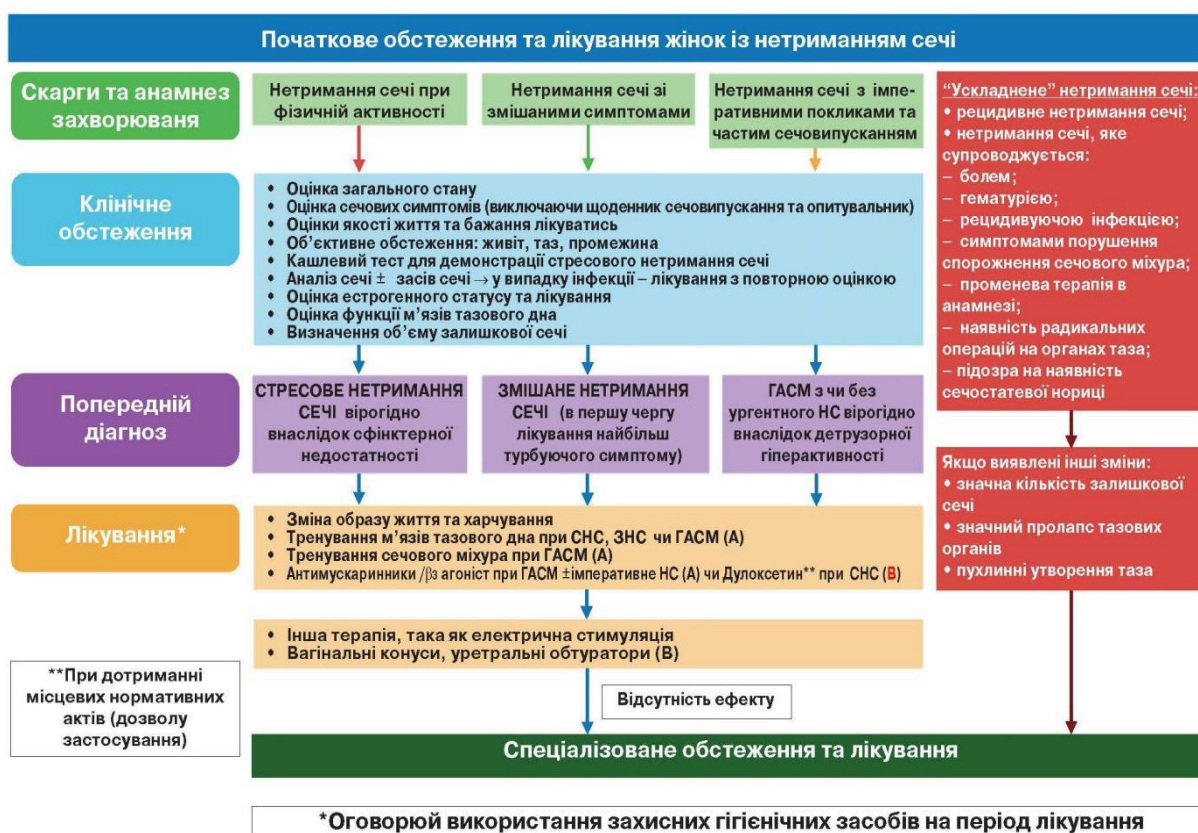 Початкове обстеження та лікування жінок із нетриманням сечі
Скарги та анамнез
захворюваня
Нетримання сечі при
фізичній активності
Нетримання сечі зі
змішаними симптомами
Нетримання сечі з імпе-
ративними покликами та
частим сечовипусканням
"Ускладнене" нетримання сечі:
• рецидивне нетримання сечі;
• нетримання сечі, яке
супроводжується:
– болем;
– гематурією;
– рецидивуючою інфекцією;
– симптомами порушення
спорожнення сечового міхура;
– променева терапія в
анамнезі;
– наявність радикальних
операцій на органах таза;
– підозра на наявність
сечостатевої нориці
Клінічне
обстеження
• Оцінка загального стану
• Оцінка сечових симптомів (виключаючи щоденник сечовипускання та опитувальник)
• Оцінки якості життя та бажання лікуватись
• Об'єктивне обстеження: живіт, таз, промежина
• Кашлевий тест для демонстрації стресового нетримання сечі
• Аналіз сечі ± засів сечі → у випадку інфекції – лікування з повторною оцінкою
• Оцінка естрогенного статусу та лікування
• Оцінка функції м'язів тазового дна
• Визначення об'єму залишкової сечі
Попередній
діагноз
СТРЕСОВЕ НЕТРИМАННЯ
СЕЧІ вірогідно
внаслідок сфінктерної
недостатності
ЗМІШАНЕ НЕТРИМАННЯ
СЕЧІ (в першу чергу
лікування найбільш
турбуючого симптому)
ГАСМ з чи без
ургентного НС вірогідно
внаслідок детрузорної
гіперактивності
Якщо виявлені інші зміни:
• значна кількість залишкової
сечі
• значний пролапс тазових
органів
• пухлинні утворення таза
Лікування*
• Зміна образу життя та харчування
• Тренування м'язів тазового дна при СНС, ЗНС чи ГАСМ (А)
• Тренування сечового міхура при ГАСМ (А)
• Антимускаринники /β₃ агоніст при ГАСМ ±імперативне НС (А) чи Дулоксетин** при СНС (В)
• Інша терапія, така як електрична стимуляція
• Вагінальні конуси, уретральні обтуратори (В)
**При дотриманні
місцевих нормативних
актів (дозволу
застосування)
Відсутність ефекту
Спеціалізоване обстеження та лікування
*Оговорюй використання захисних гігієнічних засобів на період лікування